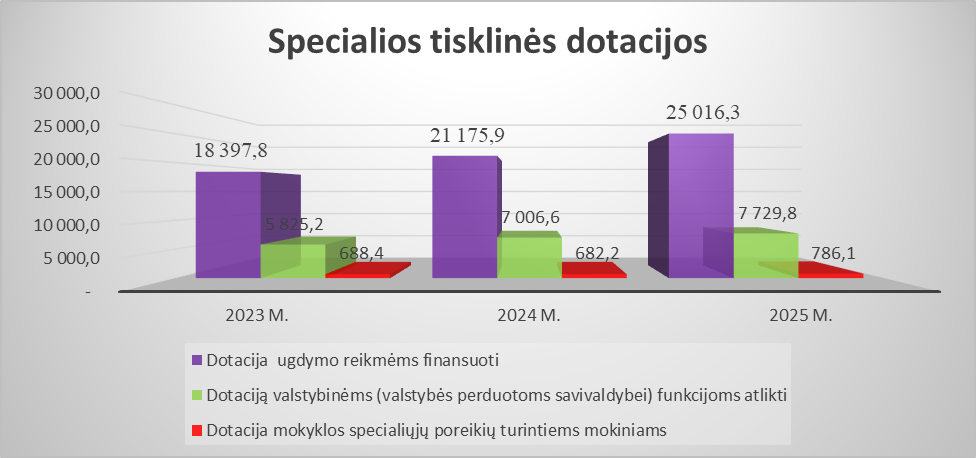 Specialios tisklinės dotacijos
30 000,0
25 000,0
20 000,0
15 000,0
10 000,0
5 000,0
-
18 397,8
5 825,2
688,4
21 175,9
7 006,6
682,2
25 016,3
7 729,8
786,1
2023 M.
2024 M.
2025 M.
Dotacija  ugdymo reikmėms finansuoti
Dotaciją valstybinėms (valstybės perduotoms savivaldybei) funkcijoms atlikti
Dotacija mokyklos specialiųjų poreikių turintiems mokiniams